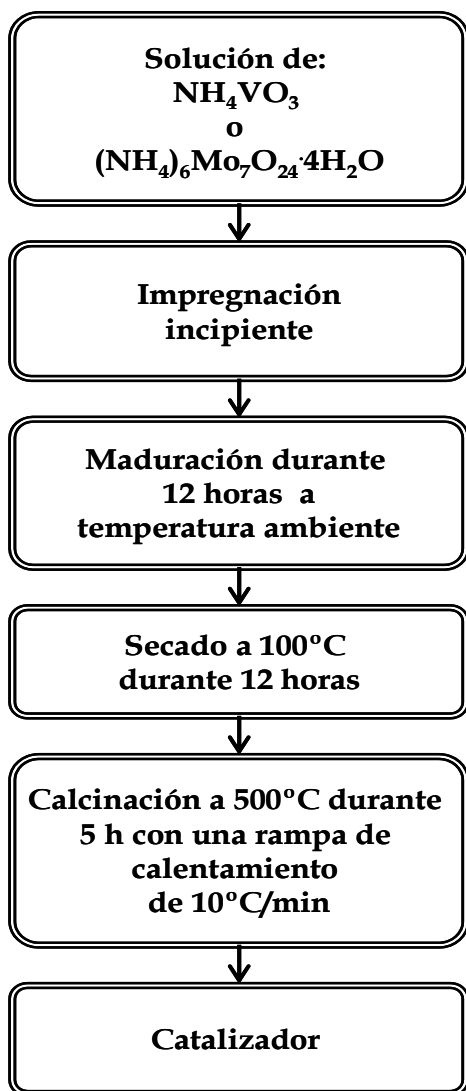 Solución de:
NH₄VO₃
o
(NH₄)₆Mo₇O₂₄·4H₂O
Impregnación
incipiente
Maduración durante
12 horas a
temperatura ambiente
Secado a 100ºC
durante 12 horas
Calcinación a 500ºC durante
5 h con una rampa de
calentamiento
de 10ºC/min
Catalizador